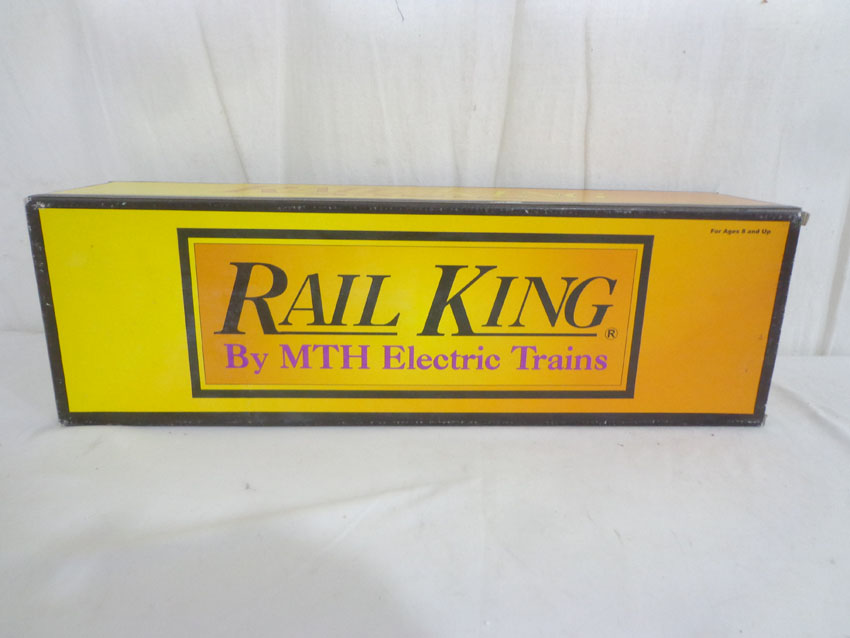 For Ages 8 and Up
RAIL KING®
By MTH Electric Trains